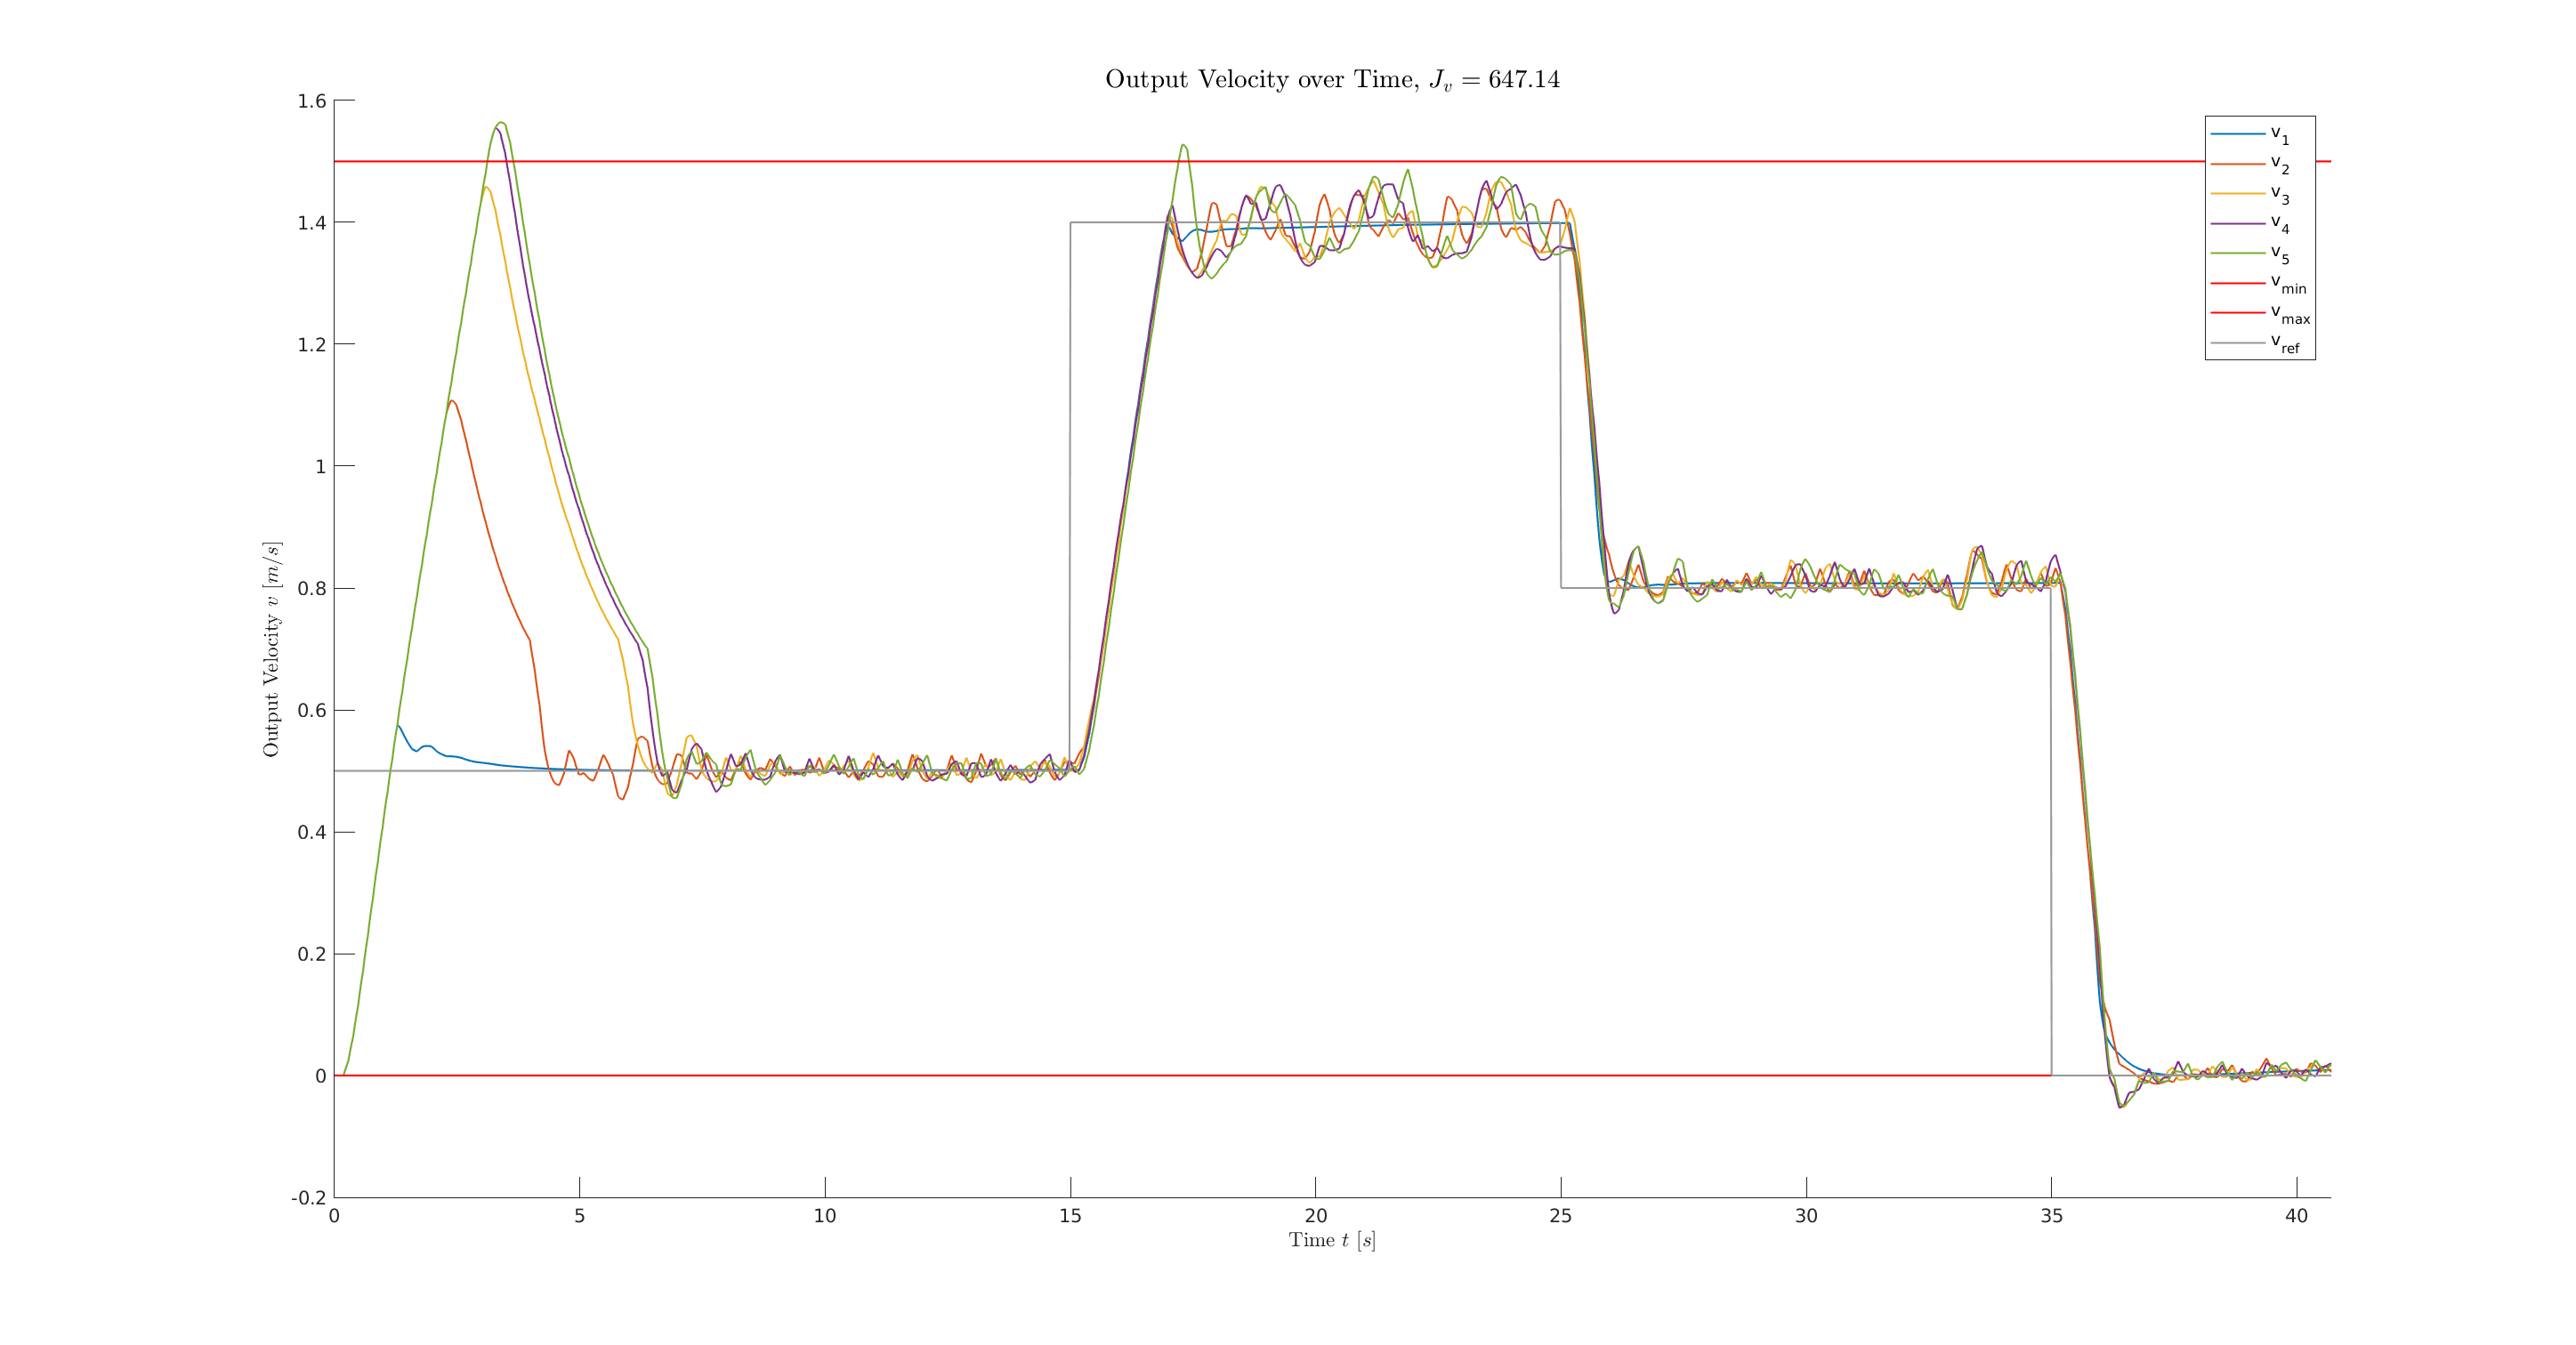 Output Velocity over Time, J_v = 647.14
1.6
1.4
1.2
1
0.8
0.6
0.4
0.2
0
-0.2
Output Velocity v [m/s]
0 5 10 15 20 25 30 35 40
Time t [s]
v_1
v_2
v_3
v_4
v_5
v_min
v_max
v_ref